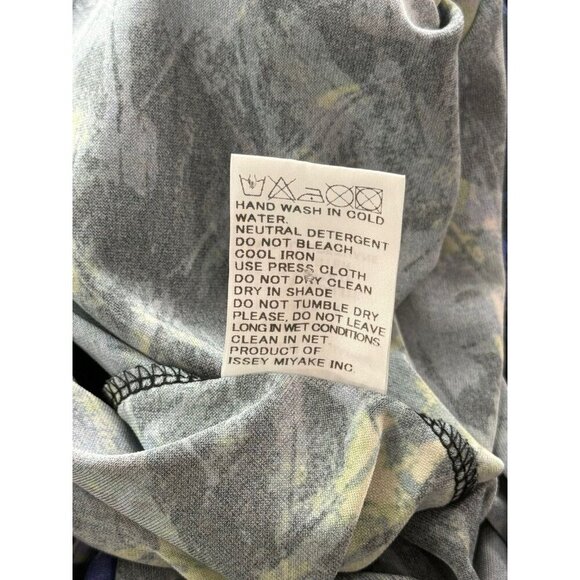 HAND WASH IN COLD
WATER.
NEUTRAL DETERGENT
DO NOT BLEACH
COOL IRON
USE PRESS CLOTH
DO NOT DRY CLEAN
DRY IN SHADE
DO NOT TUMBLE DRY
PLEASE, DO NOT LEAVE
LONG IN WET CONDITIONS
CLEAN IN NET.
PRODUCT OF
ISSEY MIYAKE INC.